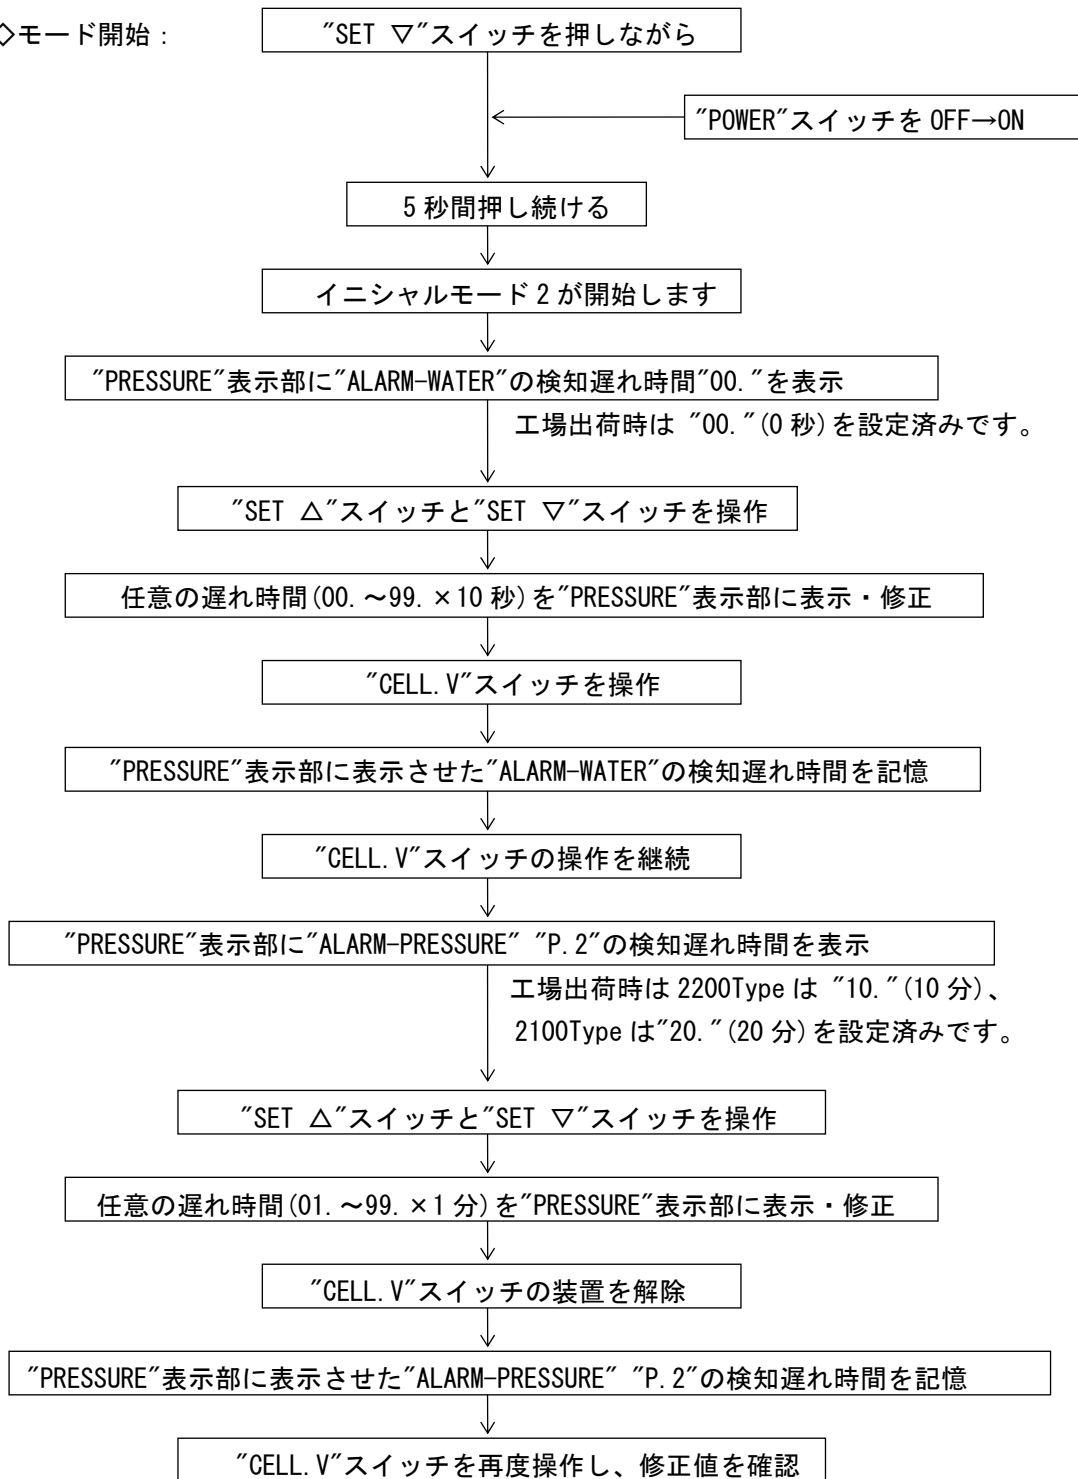 ◇モード開始：
"SET ▽"スイッチを押しながら
"POWER"スイッチを OFF→ON
5 秒間押し続ける
イニシャルモード 2 が開始します
"PRESSURE"表示部に"ALARM-WATER"の検知遅れ時間"00."を表示
工場出荷時は "00."(0 秒)を設定済みです。
"SET △"スイッチと"SET ▽"スイッチを操作
任意の遅れ時間(00.～99.×10 秒)を"PRESSURE"表示部に表示・修正
"CELL.V"スイッチを操作
"PRESSURE"表示部に表示させた"ALARM-WATER"の検知遅れ時間を記憶
"CELL.V"スイッチの操作を継続
"PRESSURE"表示部に"ALARM-PRESSURE" "P.2"の検知遅れ時間を表示
工場出荷時は 2200Type は "10."(10 分)、
2100Type は"20."(20 分)を設定済みです。
"SET △"スイッチと"SET ▽"スイッチを操作
任意の遅れ時間(01.～99.×1 分)を"PRESSURE"表示部に表示・修正
"CELL.V"スイッチの装置を解除
"PRESSURE"表示部に表示させた"ALARM-PRESSURE" "P.2"の検知遅れ時間を記憶
"CELL.V"スイッチを再度操作し、修正値を確認